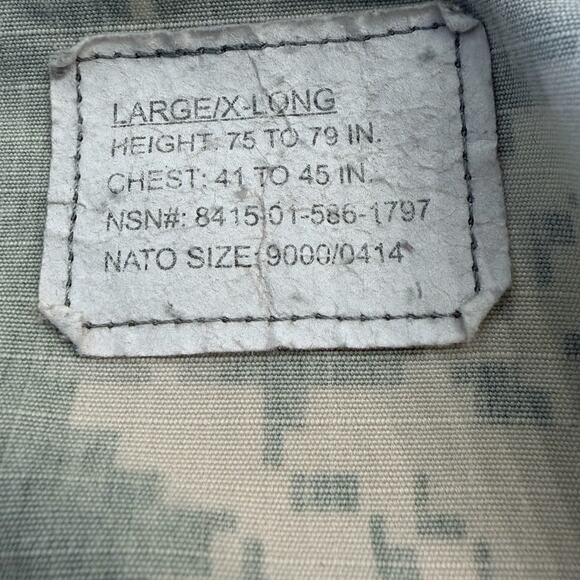 LARGE/X-LONG
HEIGHT: 75 TO 79 IN.
CHEST: 41 TO 45 IN.
NSN#: 8415-01-586-1797
NATO SIZE: 9000/0414